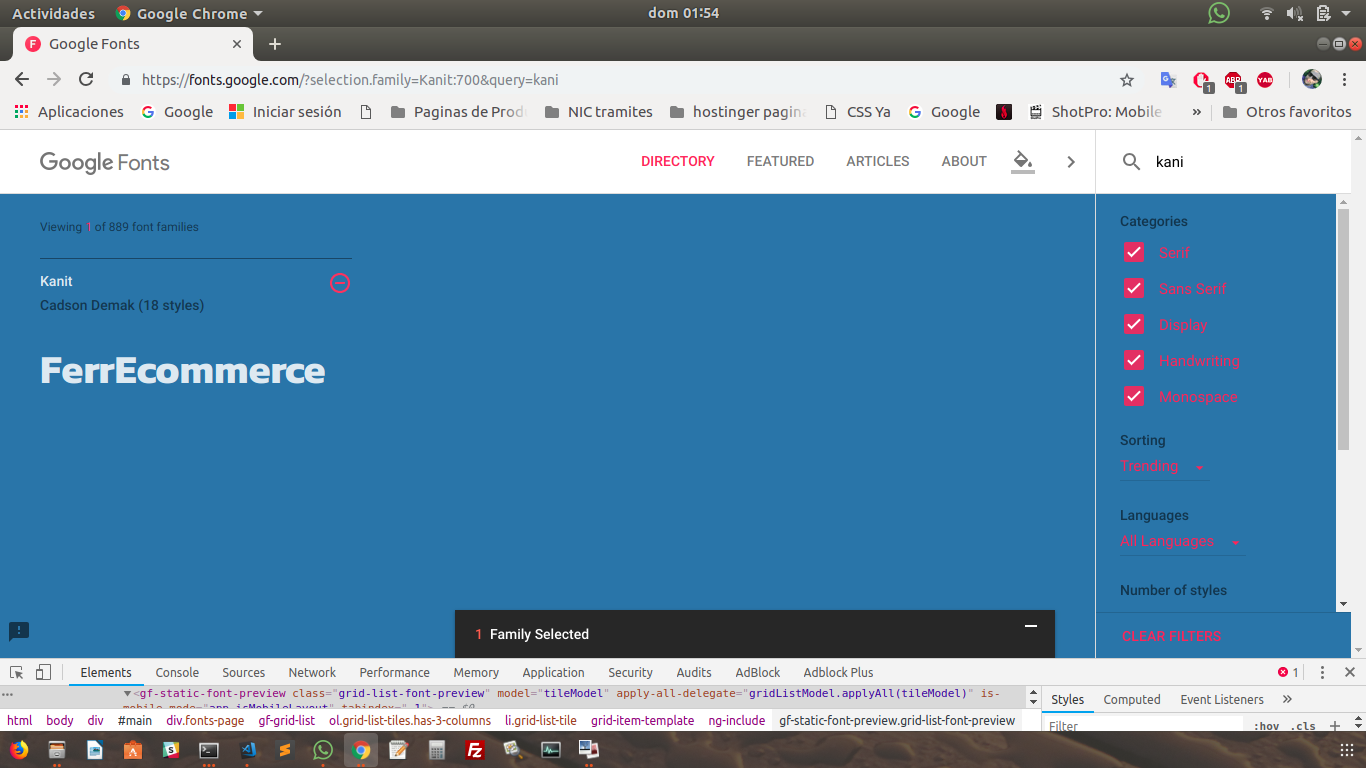 Actividades Google Chrome dom 01:54
Google Fonts
https://fonts.google.com/?selection.family=Kanit:700&query=kani
1 ABP 1 YAB
Aplicaciones Google Iniciar sesión Paginas de Prod NIC tramites hostinger pagina CSS Ya Google ShotPro: Mobile » Otros favoritos
Google Fonts DIRECTORY FEATURED ARTICLES ABOUT kani
Viewing 1 of 889 font families
Kanit
Cadson Demak (18 styles)
FerrEcommerce
Categories
Serif
Sans Serif
Display
Handwriting
Monospace
Sorting
Trending
Languages
All Languages
Number of styles
CLEAR FILTERS
1 Family Selected
Elements Console Sources Network Performance Memory Application Security Audits AdBlock Adblock Plus 1
<gf-static-font-preview class="grid-list-font-preview" model="tileModel" apply-all-delegate="gridListModel.applyAll(tileModel)" is-
mobile-mode="app.isMobileLayout" tabindex="-1"> == $0
html body div #main div.fonts-page gf-grid-list ol.grid-list-tiles.has-3-columns li.grid-list-tile grid-item-template ng-include gf-static-font-preview.grid-list-font-preview
Styles Computed Event Listeners »
Filter :hov .cls +